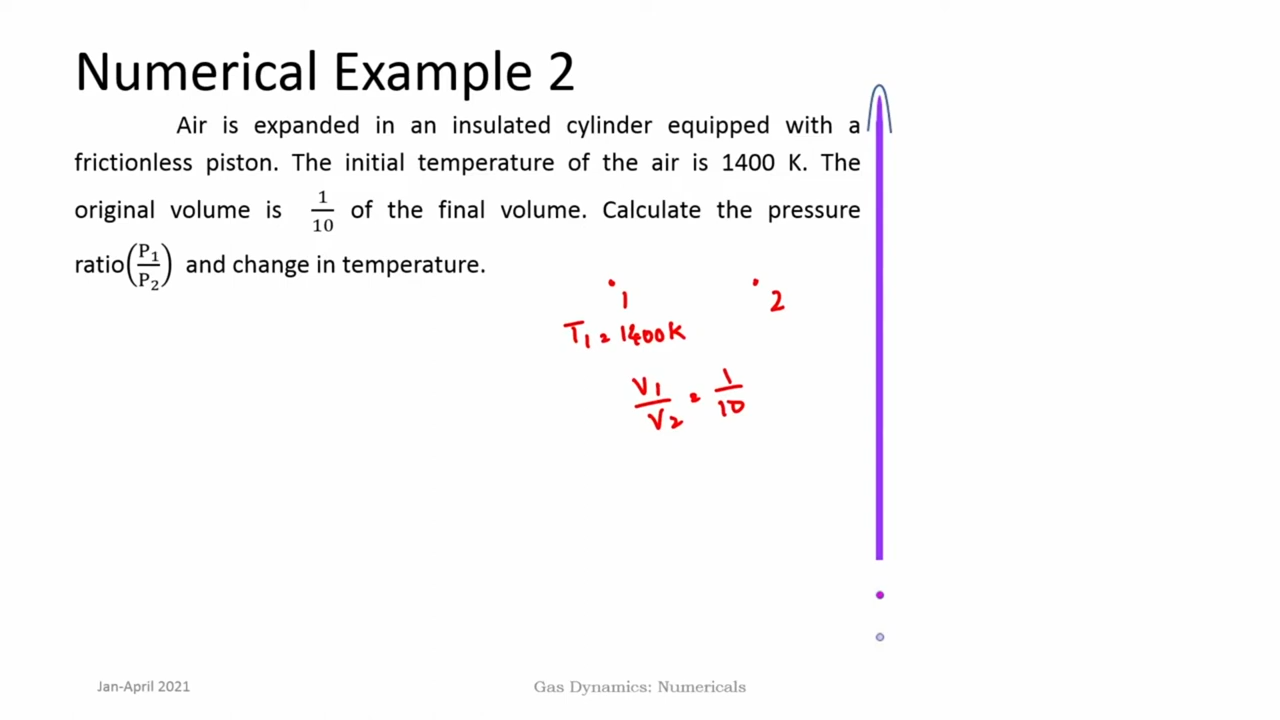 Numerical Example 2
Air is expanded in an insulated cylinder equipped with a
frictionless piston. The initial temperature of the air is 1400 K. The
original volume is 1/10 of the final volume. Calculate the pressure
ratio(P₁/P₂) and change in temperature.
1 2
T₁ = 1400K
V₁/V₂ = 1/10
Jan-April 2021
Gas Dynamics: Numericals